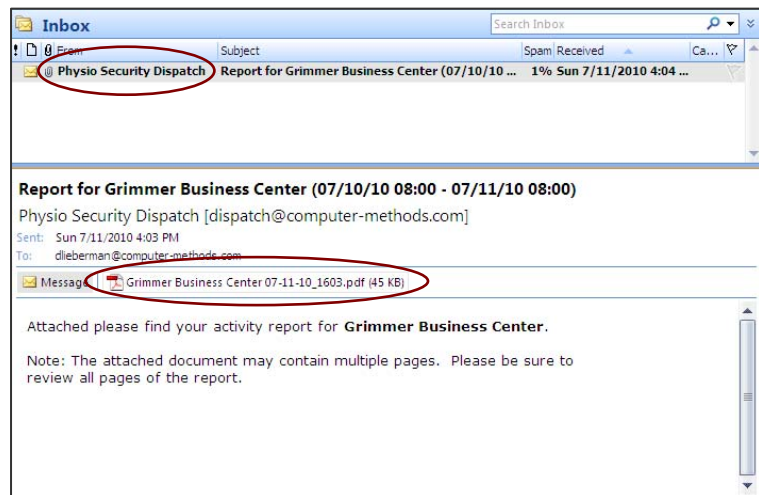 Inbox
Search Inbox
! From Subject Spam Received Ca...
Physio Security Dispatch Report for Grimmer Business Center (07/10/10 ... 1% Sun 7/11/2010 4:04 ...
Report for Grimmer Business Center (07/10/10 08:00 - 07/11/10 08:00)
Physio Security Dispatch [dispatch@computer-methods.com]
Sent: Sun 7/11/2010 4:03 PM
To: dlieberman@computer-methods.com
Message Grimmer Business Center 07-11-10_1603.pdf (45 KB)
Attached please find your activity report for Grimmer Business Center.
Note: The attached document may contain multiple pages. Please be sure to
review all pages of the report.